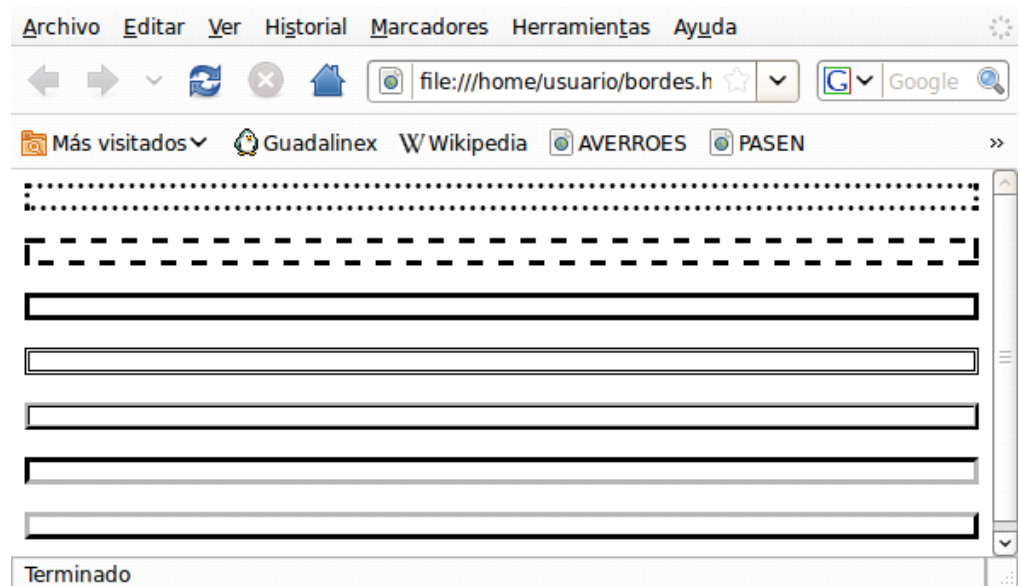 Archivo Editar Ver Historial Marcadores Herramientas Ayuda
file:///home/usuario/bordes.h G Google
Más visitados Guadalinex W Wikipedia AVERROES PASEN »
Terminado